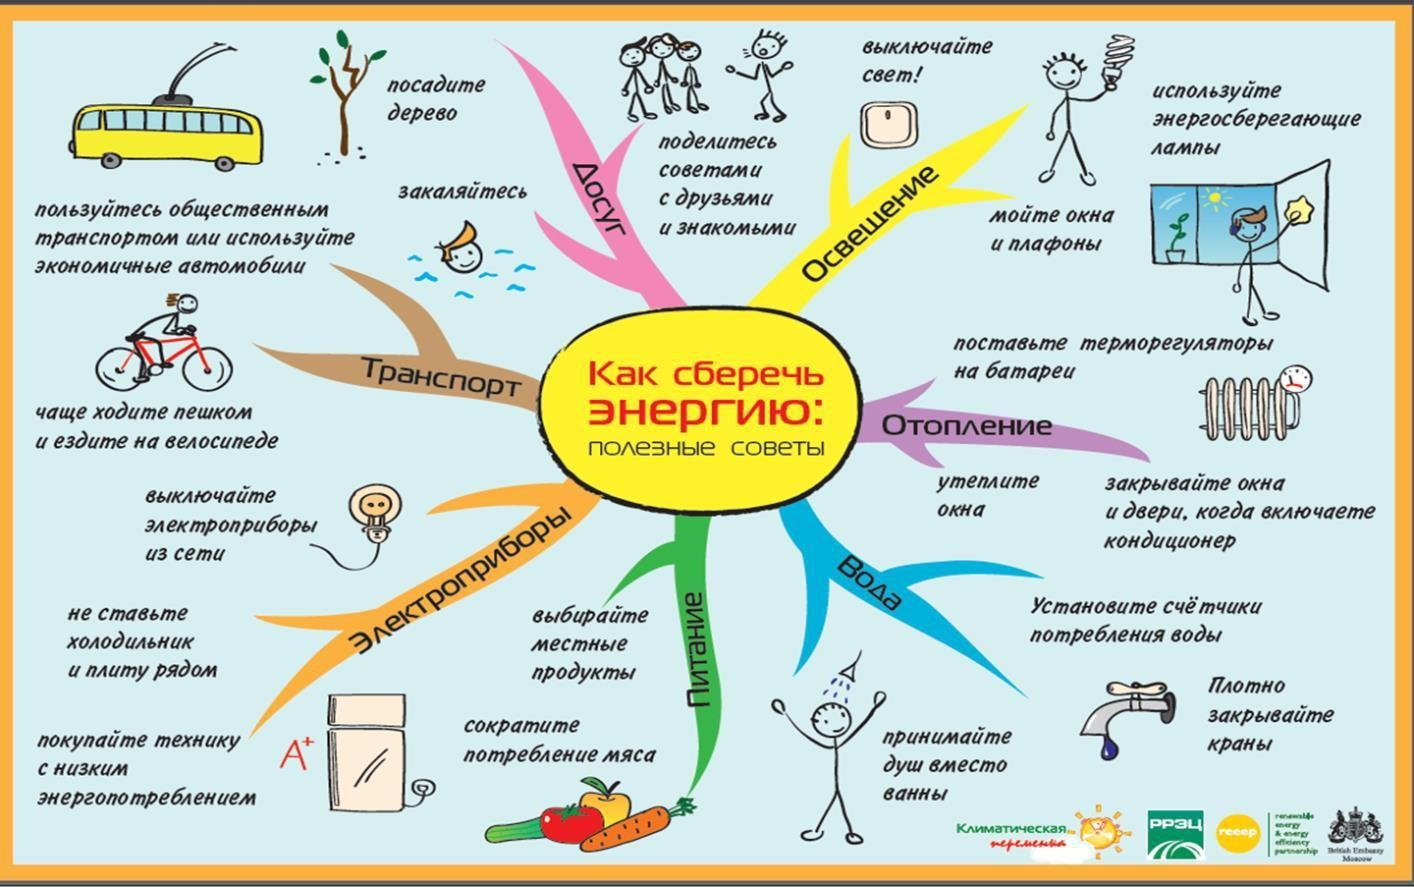 Как сберечь
энергию:
полезные советы
Досуг
посадите
дерево
закаляйтесь
поделитесь
советами
с друзьями
и знакомыми
Освещение
выключайте
свет!
используйте
энергосберегающие
лампы
мойте окна
и плафоны
Отопление
поставьте терморегуляторы
на батареи
утеплите
окна
закрывайте окна
и двери, когда включаете
кондиционер
Вода
Установите счётчики
потребления воды
Плотно
закрывайте
краны
принимайте
душ вместо
ванны
Питание
выбирайте
местные
продукты
сократите
потребление мяса
Электроприборы
выключайте
электроприборы
из сети
не ставьте
холодильник
и плиту рядом
покупайте технику
с низким
энергопотреблением
A+
Транспорт
пользуйтесь общественным
транспортом или используйте
экономичные автомобили
чаще ходите пешком
и ездите на велосипеде
Климатическая
переменка
РРЭЦ
reeep
renewable
energy
& energy
efficiency
partnership
British Embassy
Moscow